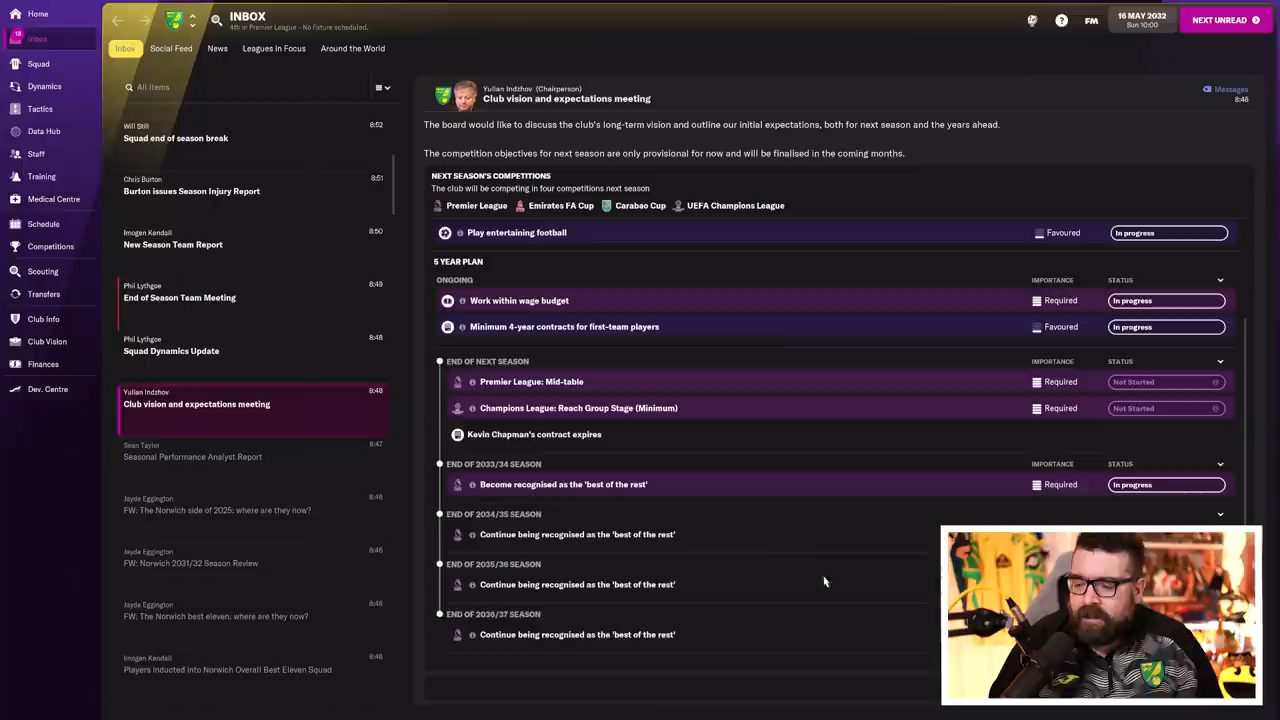 Home
13
Inbox
Squad
Dynamics
Tactics
Data Hub
Staff
Training
Medical Centre
Schedule
Competitions
Scouting
Transfers
Club Info
Club Vision
Finances
Dev. Centre
INBOX
4th in Premier League - No fixture scheduled.
FM
16 MAY 2032
Sun 10:00
NEXT UNREAD
Inbox
Social Feed
News
Leagues in Focus
Around the World
All Items
Will Still
8:52
Squad end of season break
Chris Burton
8:51
Burton issues Season Injury Report
Imogen Kendall
8:50
New Season Team Report
Phil Lythgoe
8:49
End of Season Team Meeting
Phil Lythgoe
8:48
Squad Dynamics Update
Yulian Indzhov
8:48
Club vision and expectations meeting
Sean Taylor
8:47
Seasonal Performance Analyst Report
Jayde Eggington
8:46
FW: The Norwich side of 2025: where are they now?
Jayde Eggington
8:46
FW: Norwich 2031/32 Season Review
Jayde Eggington
8:46
FW: The Norwich best eleven: where are they now?
Imogen Kendall
8:46
Players Inducted into Norwich Overall Best Eleven Squad
Yulian Indzhov (Chairperson)
Club vision and expectations meeting
Messages
8:48
The board would like to discuss the club's long-term vision and outline our initial expectations, both for next season and the years ahead.
The competition objectives for next season are only provisional for now and will be finalised in the coming months.
NEXT SEASON'S COMPETITIONS
The club will be competing in four competitions next season
Premier League Emirates FA Cup Carabao Cup UEFA Champions League
Play entertaining football Favoured In progress
5 YEAR PLAN
ONGOING IMPORTANCE STATUS
Work within wage budget Required In progress
Minimum 4-year contracts for first-team players Favoured In progress
END OF NEXT SEASON IMPORTANCE STATUS
Premier League: Mid-table Required Not Started
Champions League: Reach Group Stage (Minimum) Required Not Started
Kevin Chapman's contract expires
END OF 2033/34 SEASON IMPORTANCE STATUS
Become recognised as the 'best of the rest' Required In progress
END OF 2034/35 SEASON
Continue being recognised as the 'best of the rest'
END OF 2035/36 SEASON
Continue being recognised as the 'best of the rest'
END OF 2036/37 SEASON
Continue being recognised as the 'best of the rest'